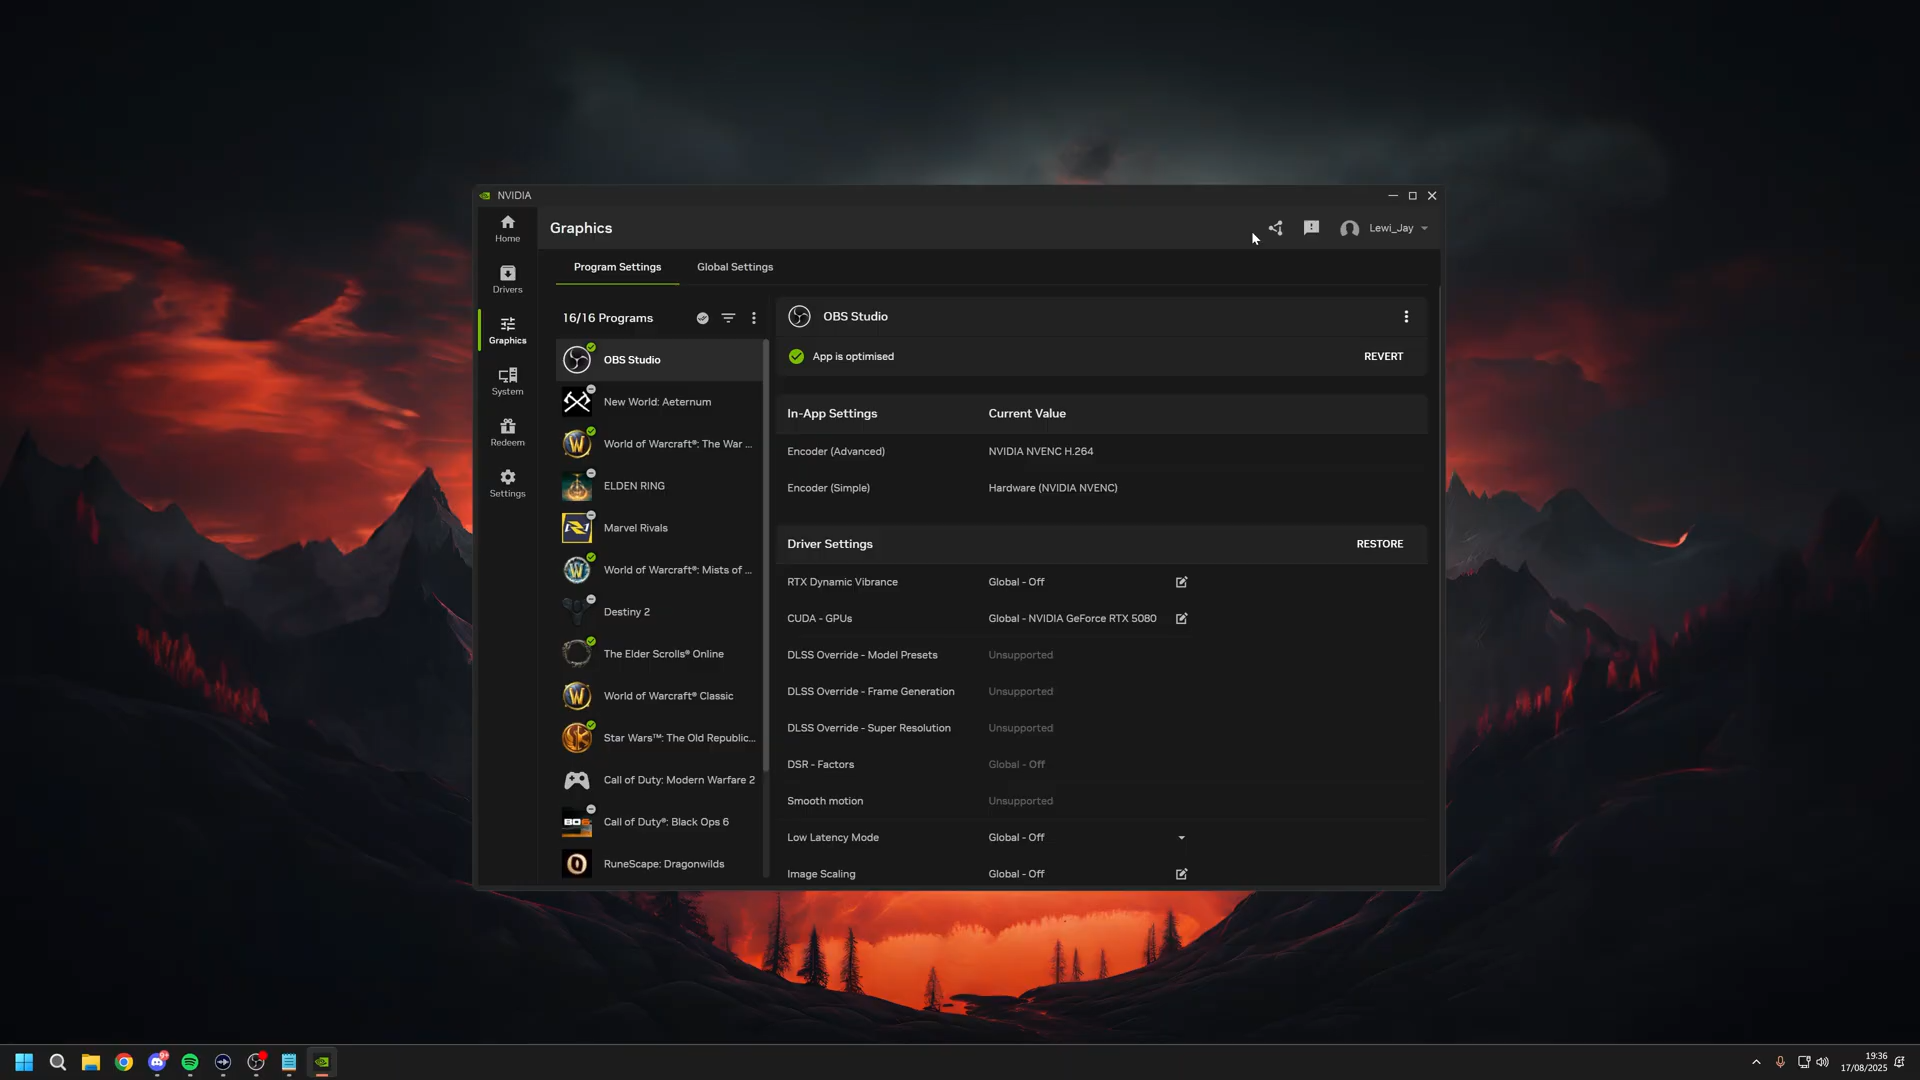 NVIDIA
Home
Drivers
Graphics
System
Redeem
Settings
Graphics
Lewi_Jay
Program Settings
Global Settings
16/16 Programs
OBS Studio
New World: Aeternum
World of Warcraft®: The War ...
ELDEN RING
Marvel Rivals
World of Warcraft®: Mists of ...
Destiny 2
The Elder Scrolls® Online
World of Warcraft® Classic
Star Wars™: The Old Republic...
Call of Duty: Modern Warfare 2
Call of Duty®: Black Ops 6
RuneScape: Dragonwilds
OBS Studio
App is optimised
REVERT
In-App Settings Current Value
Encoder (Advanced) NVIDIA NVENC H.264
Encoder (Simple) Hardware (NVIDIA NVENC)
Driver Settings RESTORE
RTX Dynamic Vibrance Global - Off
CUDA - GPUs Global - NVIDIA GeForce RTX 5080
DLSS Override - Model Presets Unsupported
DLSS Override - Frame Generation Unsupported
DLSS Override - Super Resolution Unsupported
DSR - Factors Global - Off
Smooth motion Unsupported
Low Latency Mode Global - Off
Image Scaling Global - Off
19:36
17/08/2025